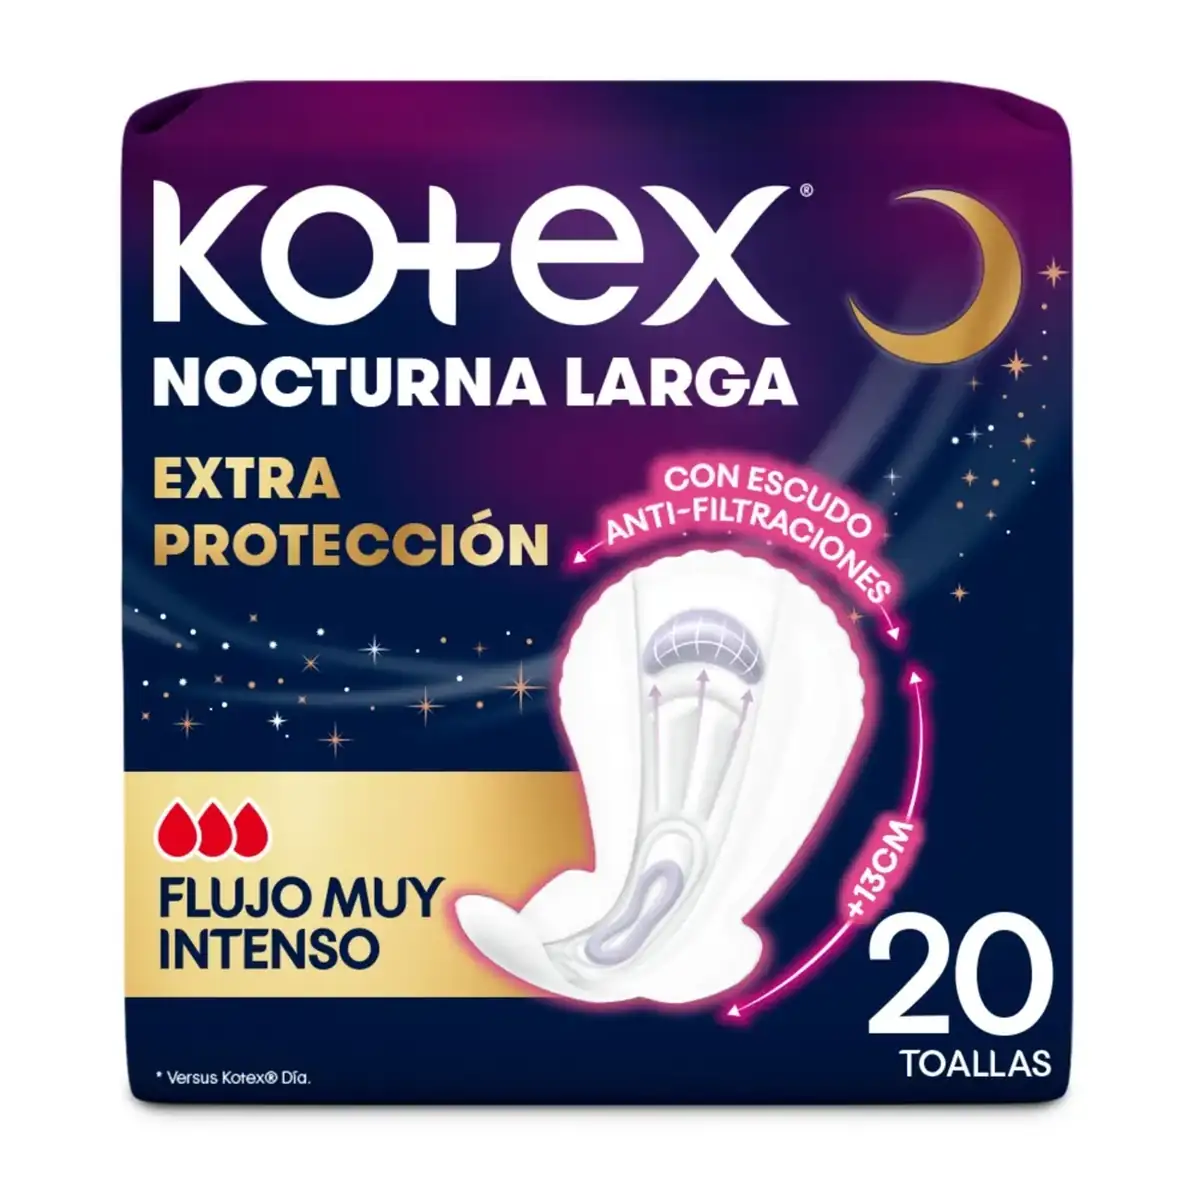 KOTEX®
NOCTURNA LARGA
EXTRA
PROTECCIÓN
CON ESCUDO
ANTI-FILTRACIONES
+13CM
FLUJO MUY
INTENSO
20
TOALLAS
* Versus Kotex® Día.